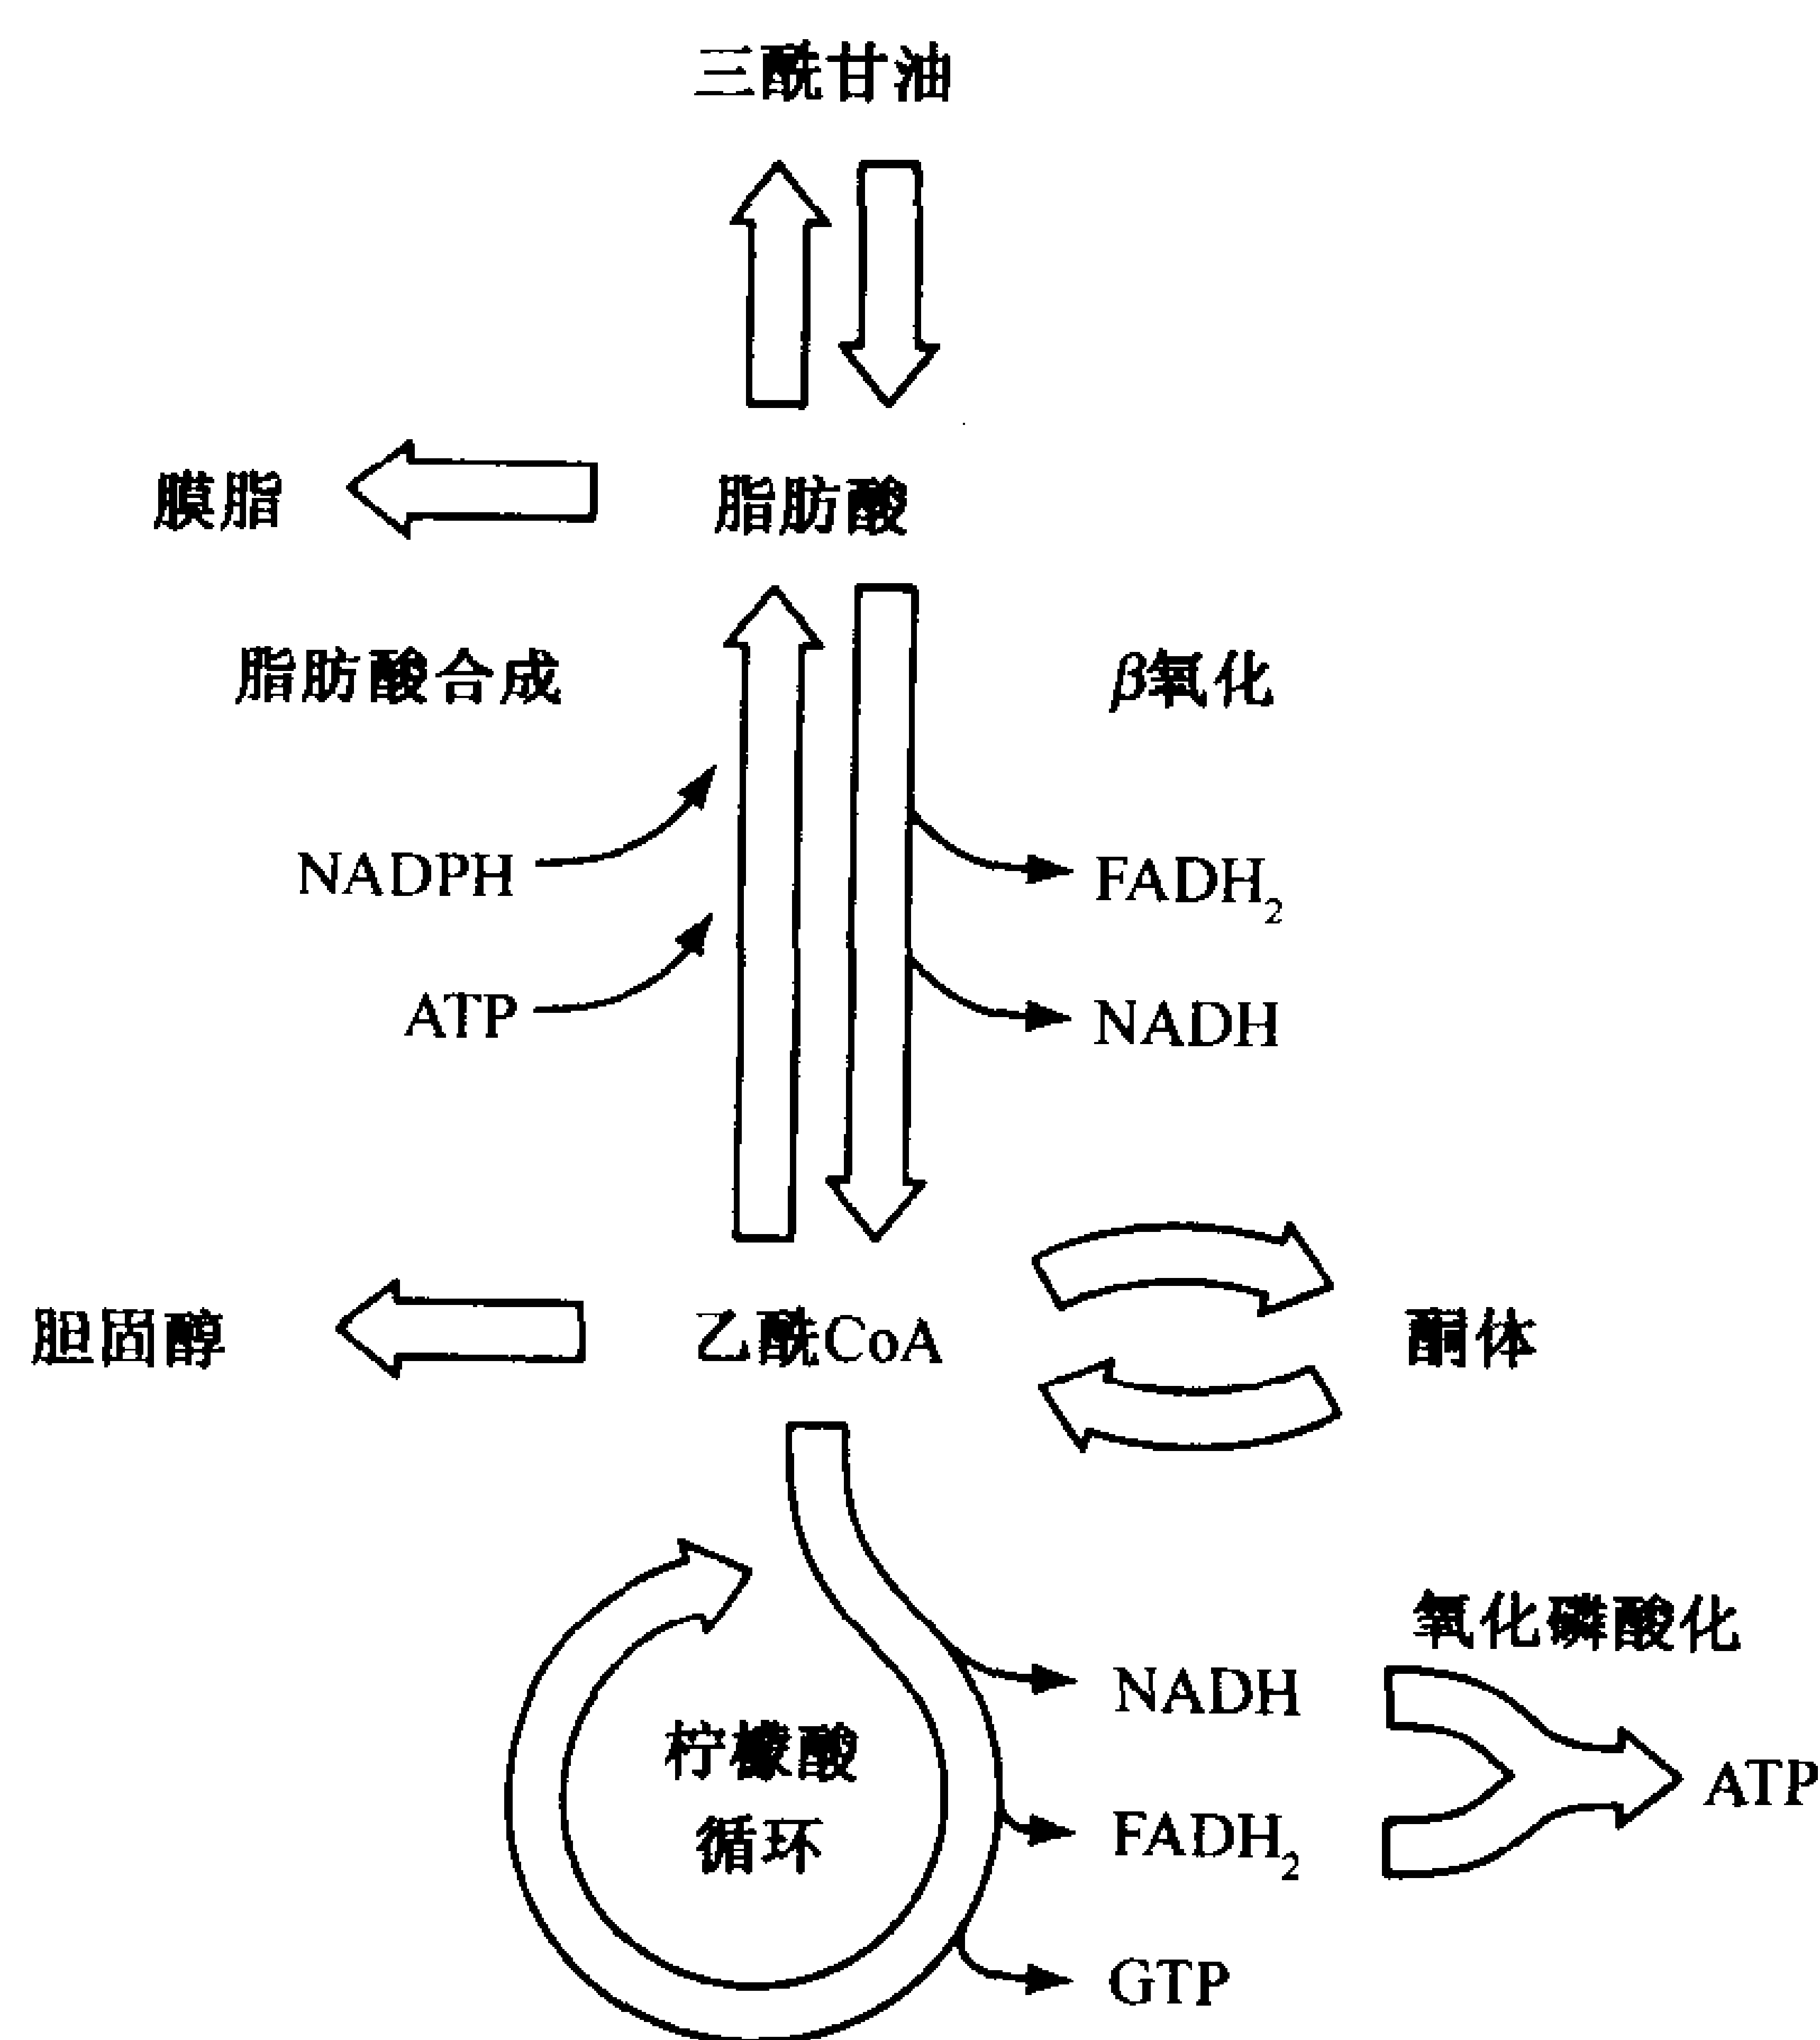 三酰甘油
膜脂
脂肪酸
脂肪酸合成
β氧化
NADPH
FADH₂
ATP
NADH
胆固醇
乙酰CoA
酮体
氧化磷酸化
NADH
柠檬酸
循环
ATP
FADH₂
GTP